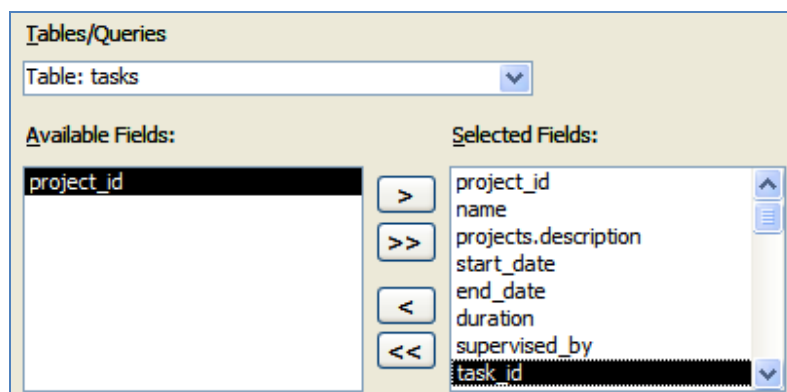 Tables/Queries
Table: tasks
Available Fields:
Selected Fields:
project_id
>
>>
<
<<
project_id
name
projects.description
start_date
end_date
duration
supervised_by
task_id